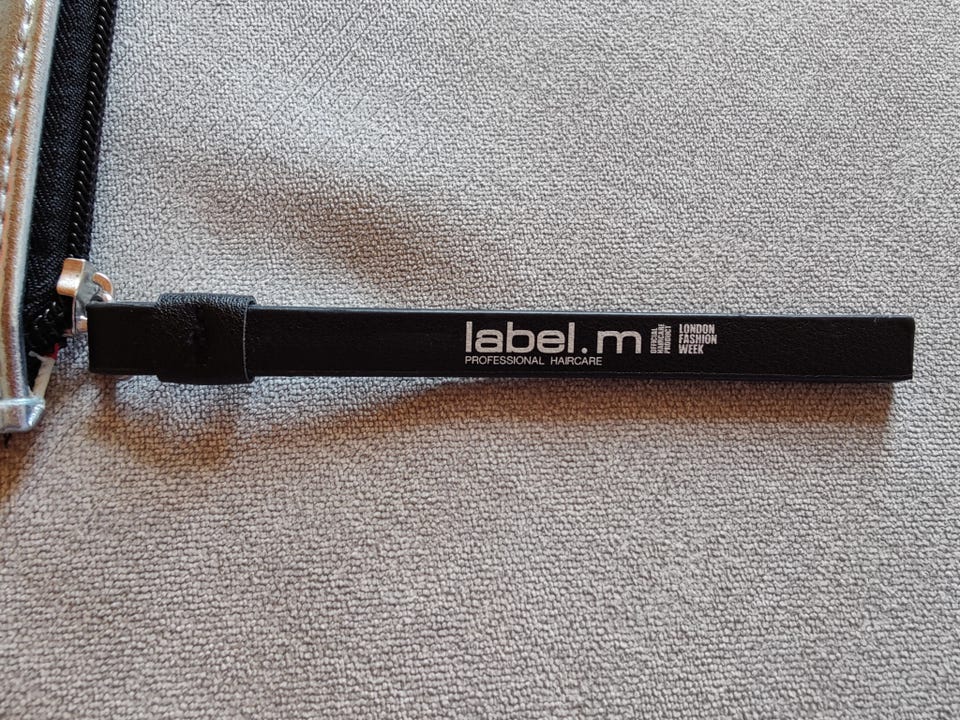 label.m
PROFESSIONAL HAIRCARE
OFFICIAL
HAIRCARE
PRODUCT
LONDON
FASHION
WEEK